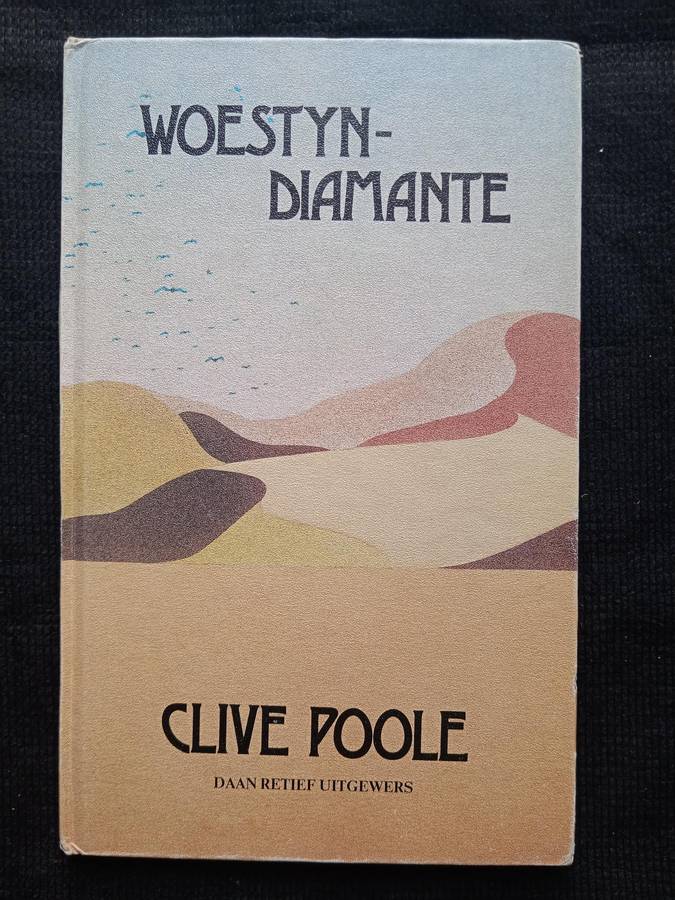 WOESTYN-
DIAMANTE
CLIVE POOLE
DAAN RETIEF UITGEWERS